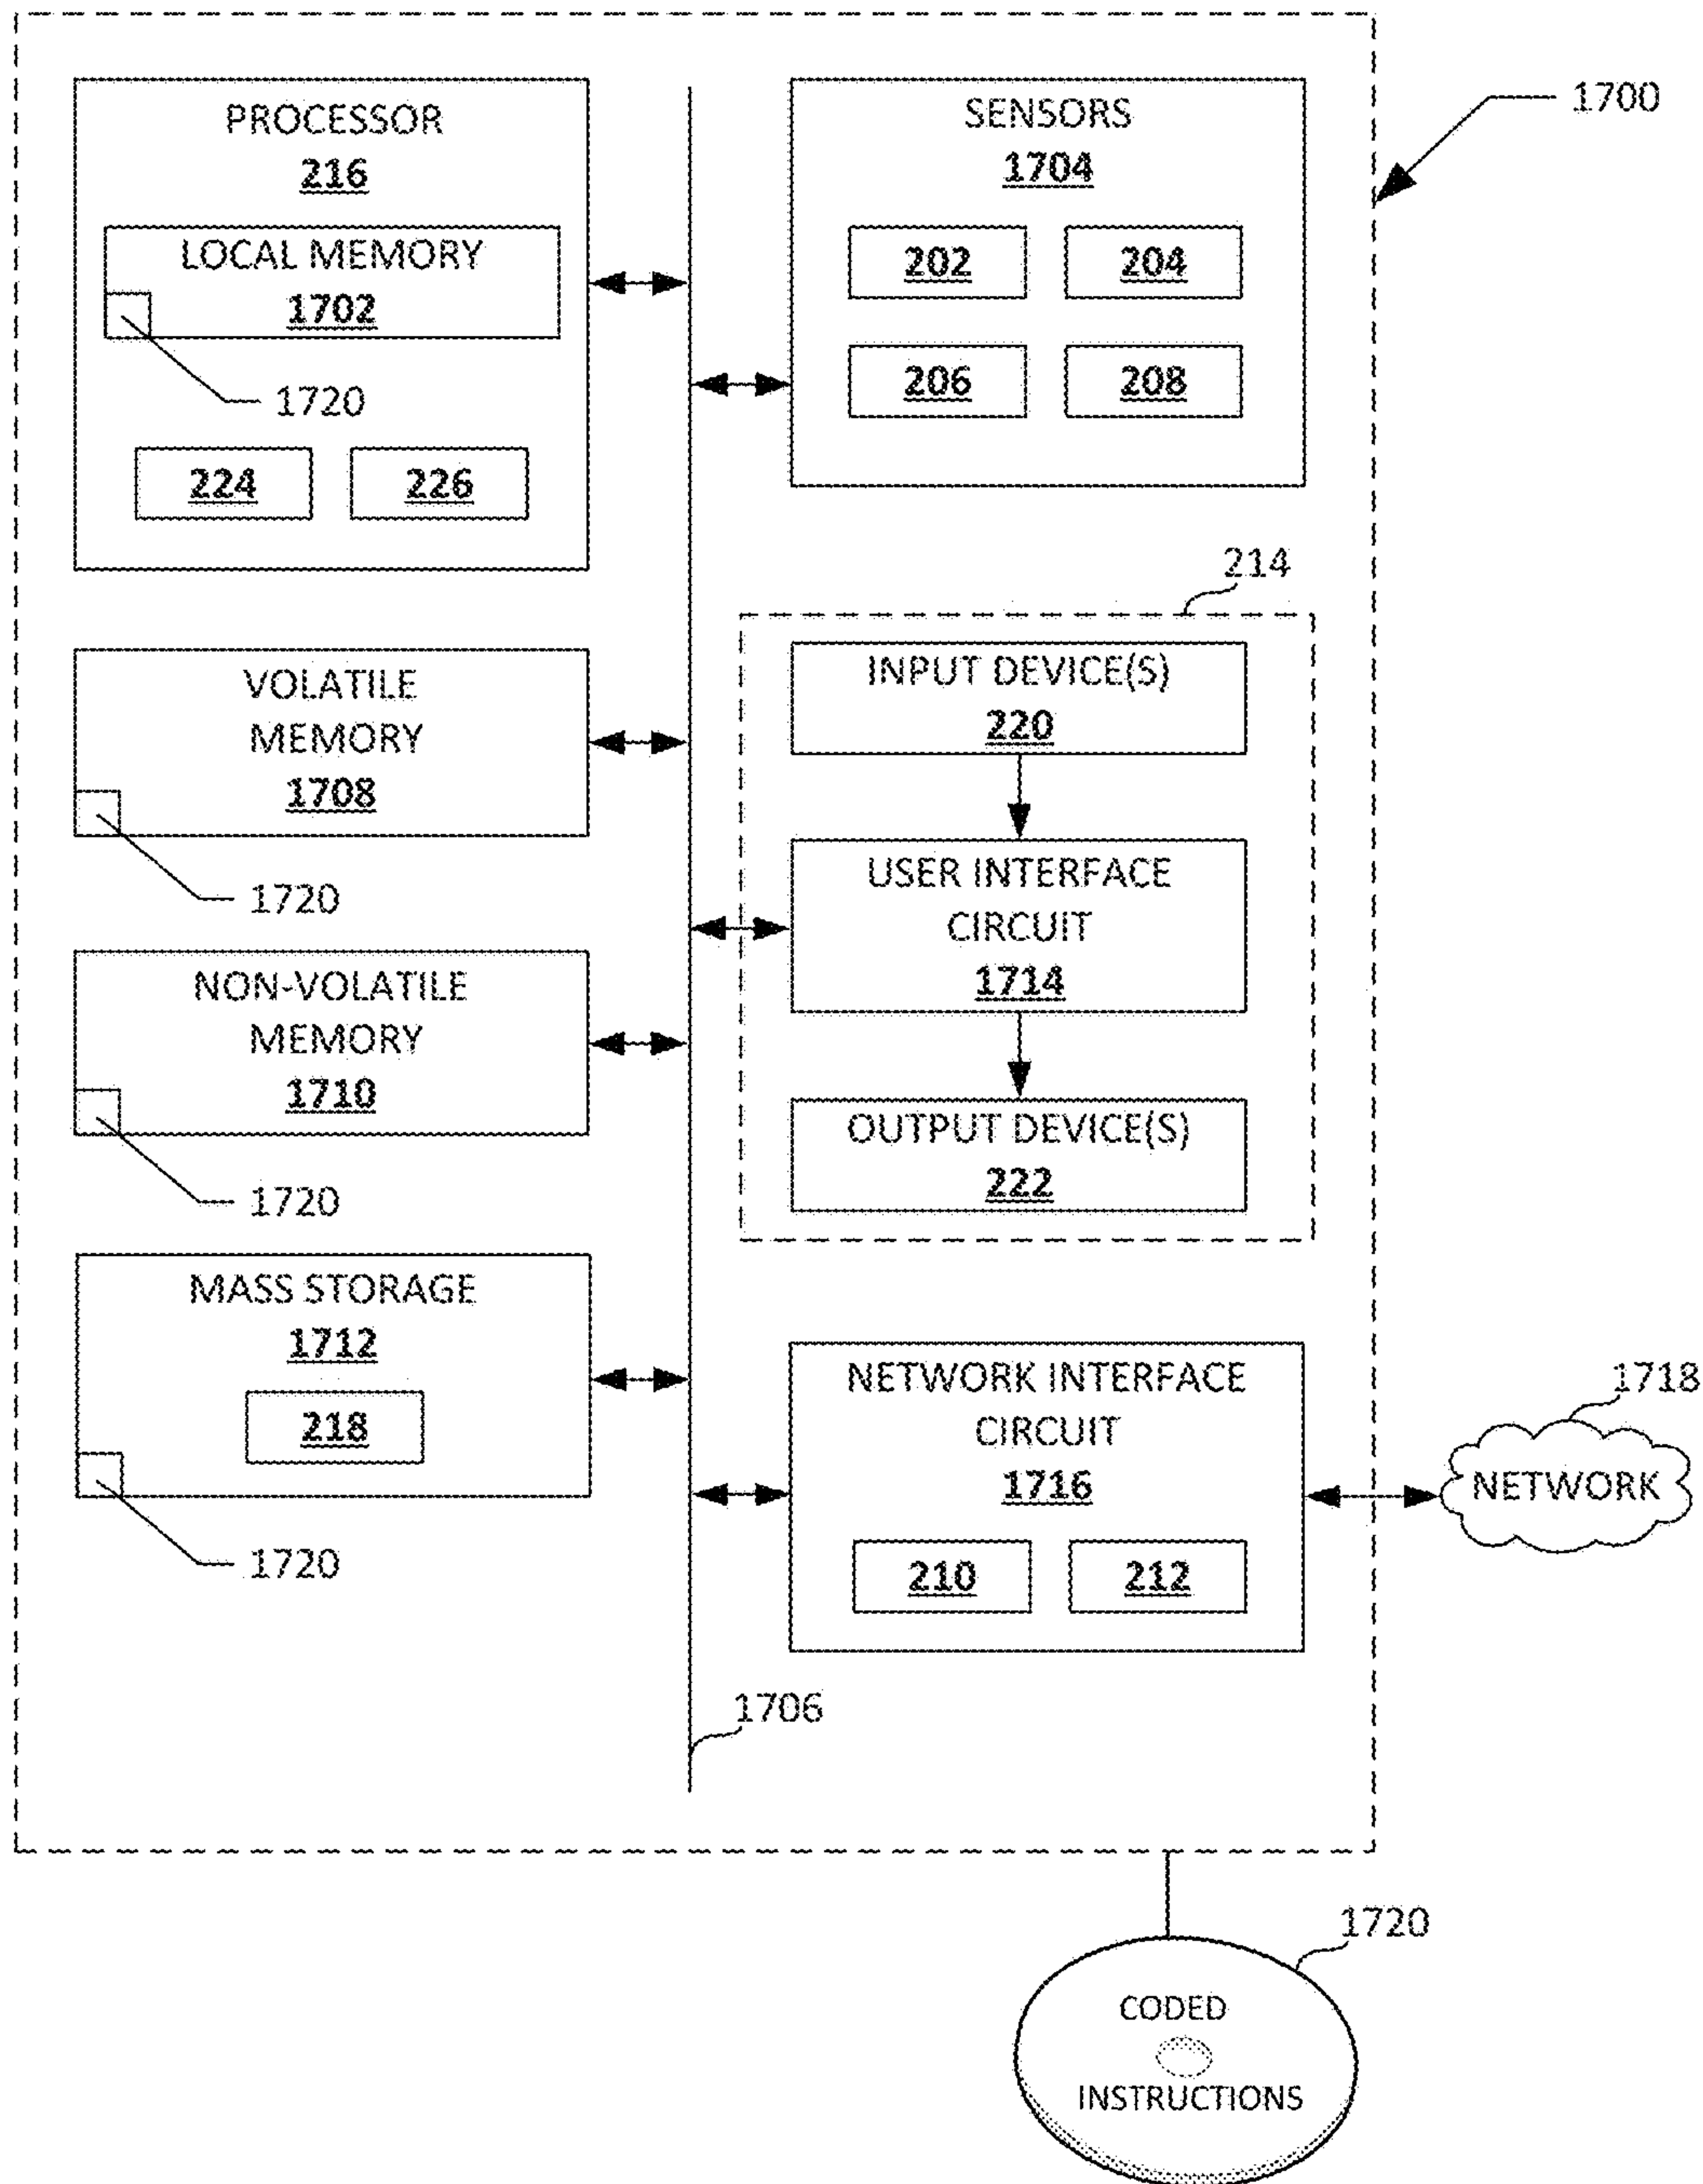 1700
PROCESSOR
216
LOCAL MEMORY
1702
1720
224
226
SENSORS
1704
202
204
206
208
VOLATILE
MEMORY
1708
1720
NON-VOLATILE
MEMORY
1710
1720
MASS STORAGE
1712
218
1720
214
INPUT DEVICE(S)
220
USER INTERFACE
CIRCUIT
1714
OUTPUT DEVICE(S)
222
NETWORK INTERFACE
CIRCUIT
1716
210
212
1718
NETWORK
1706
1720
CODED
INSTRUCTIONS